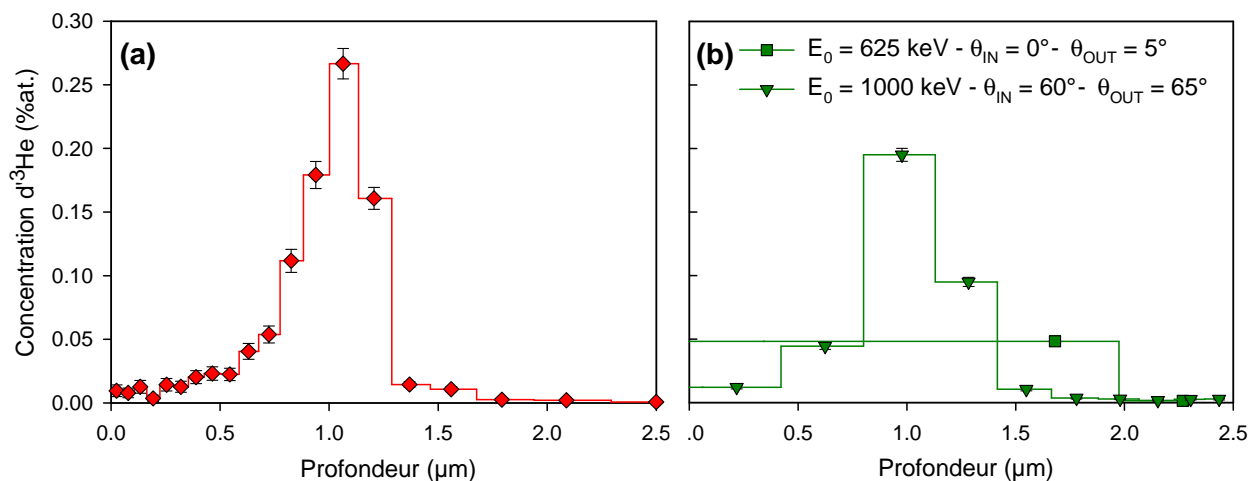 (a)
0.30
0.25
0.20
0.15
0.10
0.05
0.00
Concentration d'³He (%at.)
0.0 0.5 1.0 1.5 2.0 2.5
Profondeur (µm)
(b)
E₀ = 625 keV - θIN = 0°- θOUT = 5°
E₀ = 1000 keV - θIN = 60°- θOUT = 65°
0.5 1.0 1.5 2.0 2.5
Profondeur (µm)